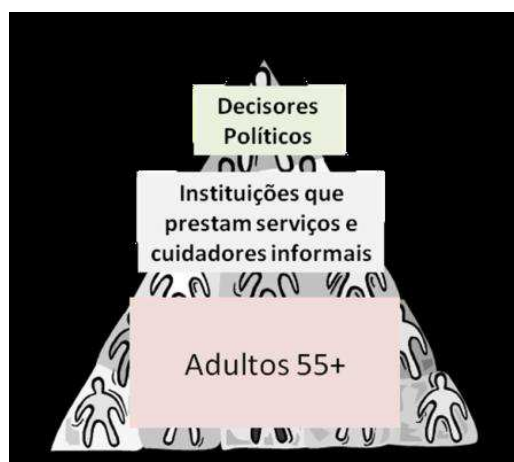 Decisores
Políticos
Instituições que
prestam serviços e
cuidadores informais
Adultos 55+